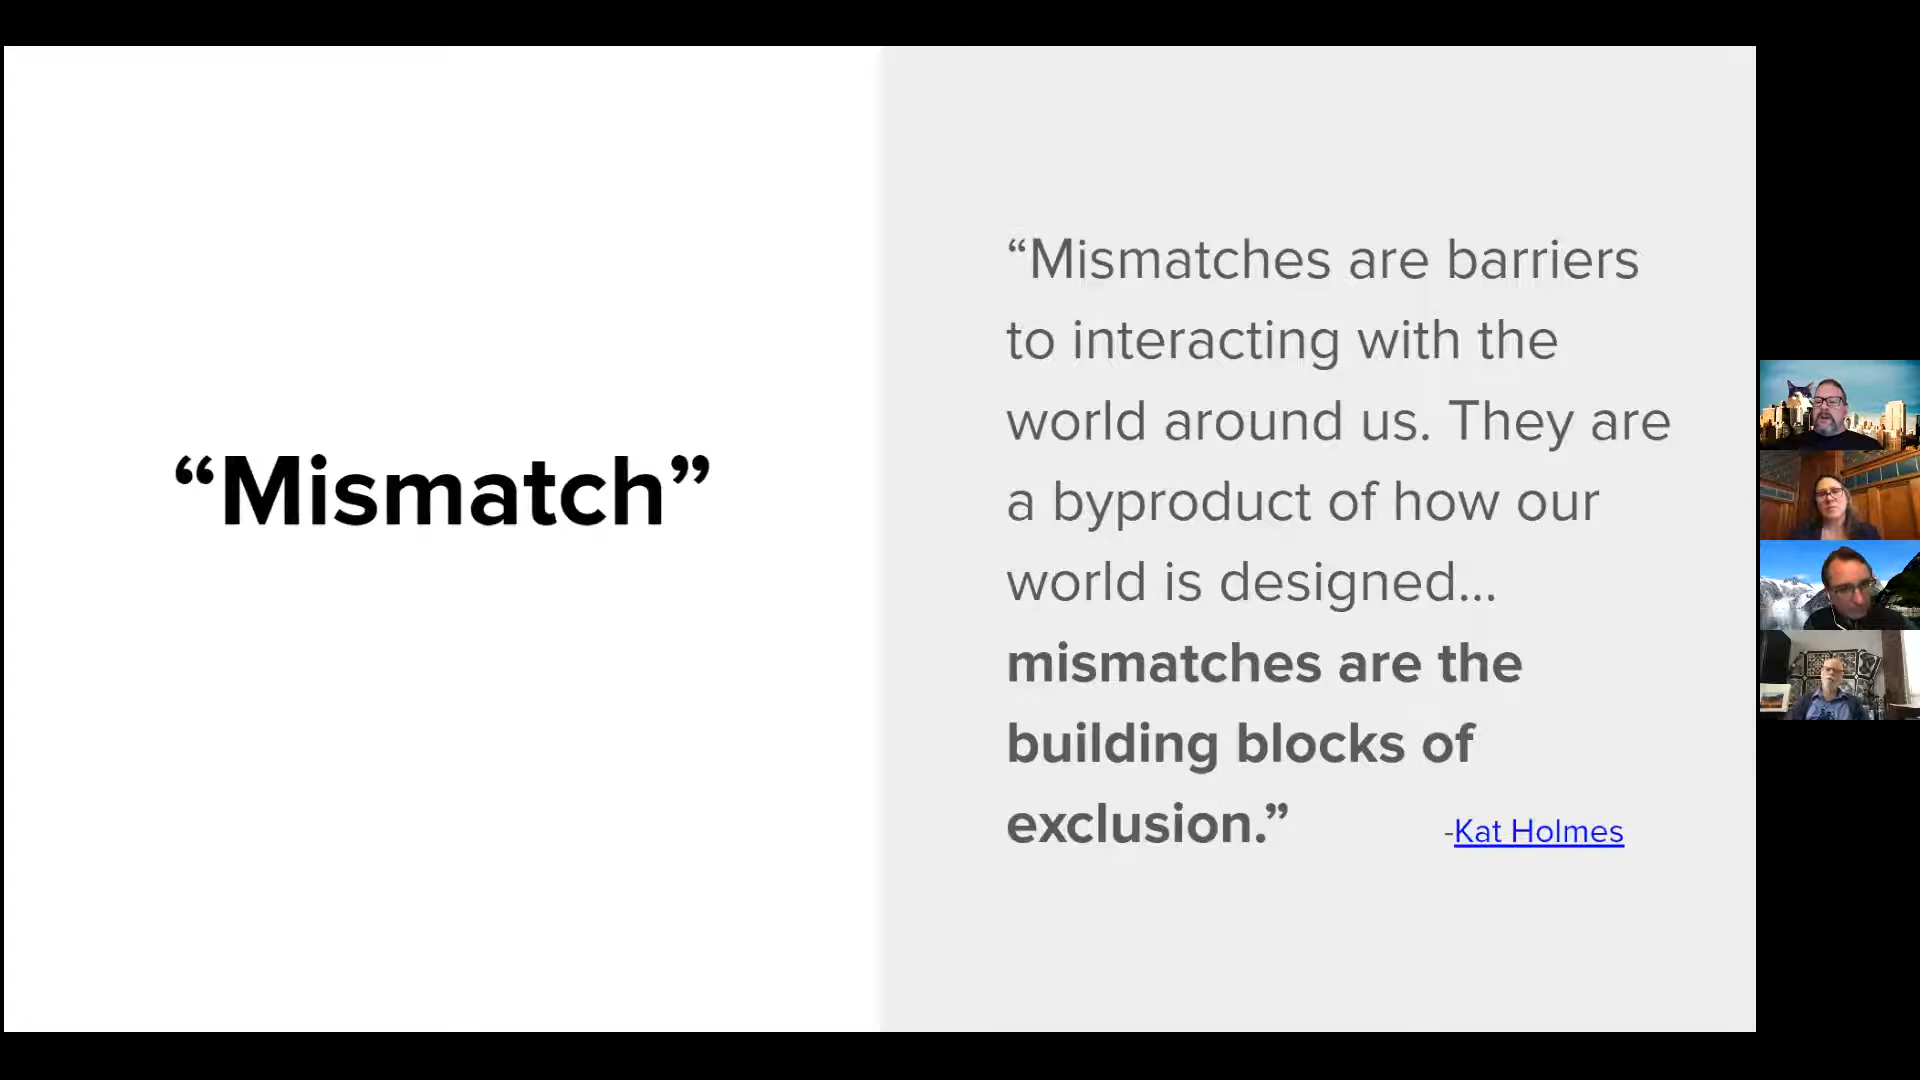 “Mismatch”
“Mismatches are barriers
to interacting with the
world around us. They are
a byproduct of how our
world is designed...
mismatches are the
building blocks of
exclusion.”
-Kat Holmes